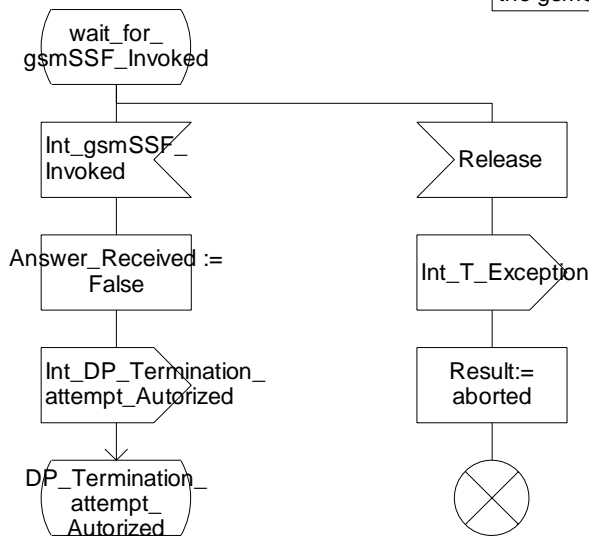 wait_for_
gsmSSF_Invoked
Int_gsmSSF_
Invoked
Release
Answer_Received :=
False
Int_T_Exception
Int_DP_Termination_
attempt_Autorized
Result:=
aborted
DP_Termination_
attempt_
Autorized